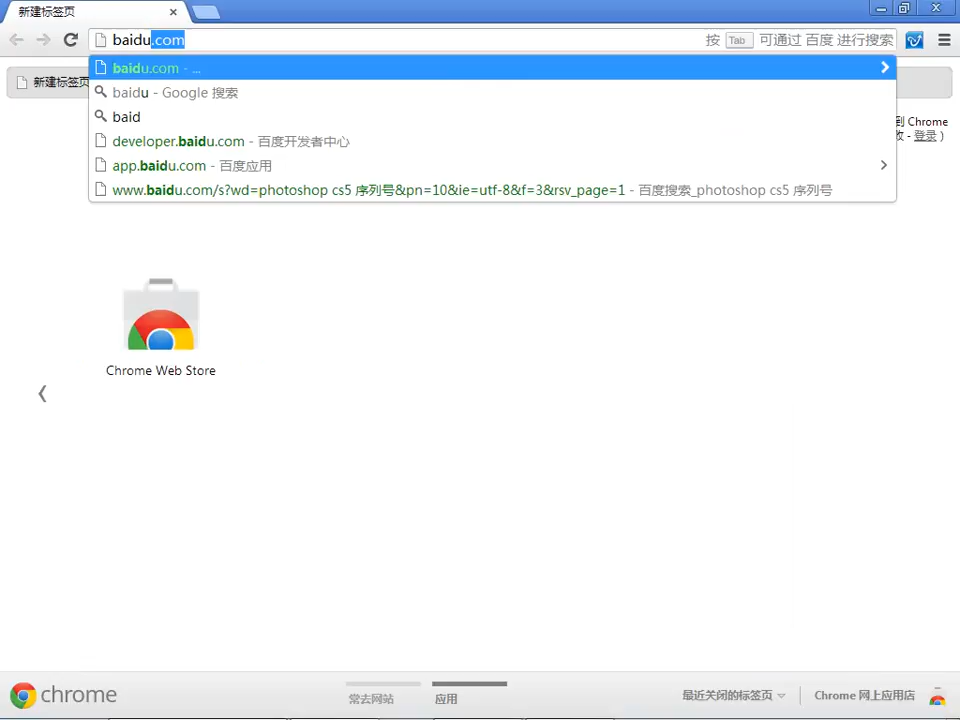 新建标签页
baidu.com
按 Tab 可通过 百度 进行搜索
baidu.com - ...
baidu - Google 搜索
baid
developer.baidu.com - 百度开发者中心
app.baidu.com - 百度应用
www.baidu.com/s?wd=photoshop cs5 序列号&pn=10&ie=utf-8&f=3&rsv_page=1 - 百度搜索_photoshop cs5 序列号
新建标签页
到 Chrome
- 登录 )
Chrome Web Store
chrome
常去网站
应用
最近关闭的标签页
Chrome 网上应用店